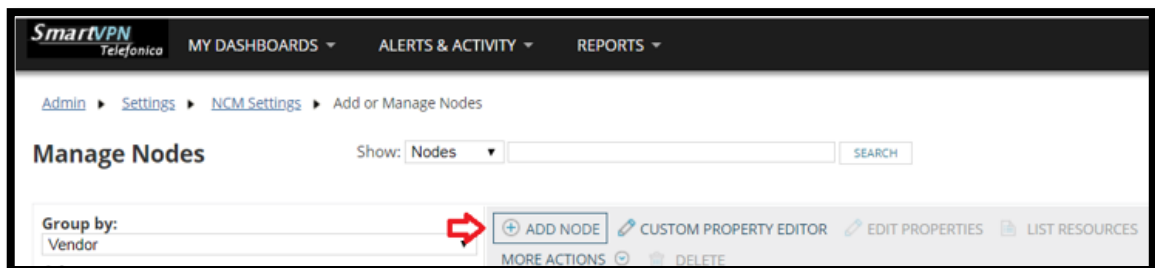 SmartVPN
Telefonica
MY DASHBOARDS
ALERTS & ACTIVITY
REPORTS
Admin ▸ Settings ▸ NCM Settings ▸ Add or Manage Nodes
Manage Nodes
Show: Nodes
SEARCH
Group by:
Vendor
ADD NODE
CUSTOM PROPERTY EDITOR
EDIT PROPERTIES
LIST RESOURCES
MORE ACTIONS
DELETE